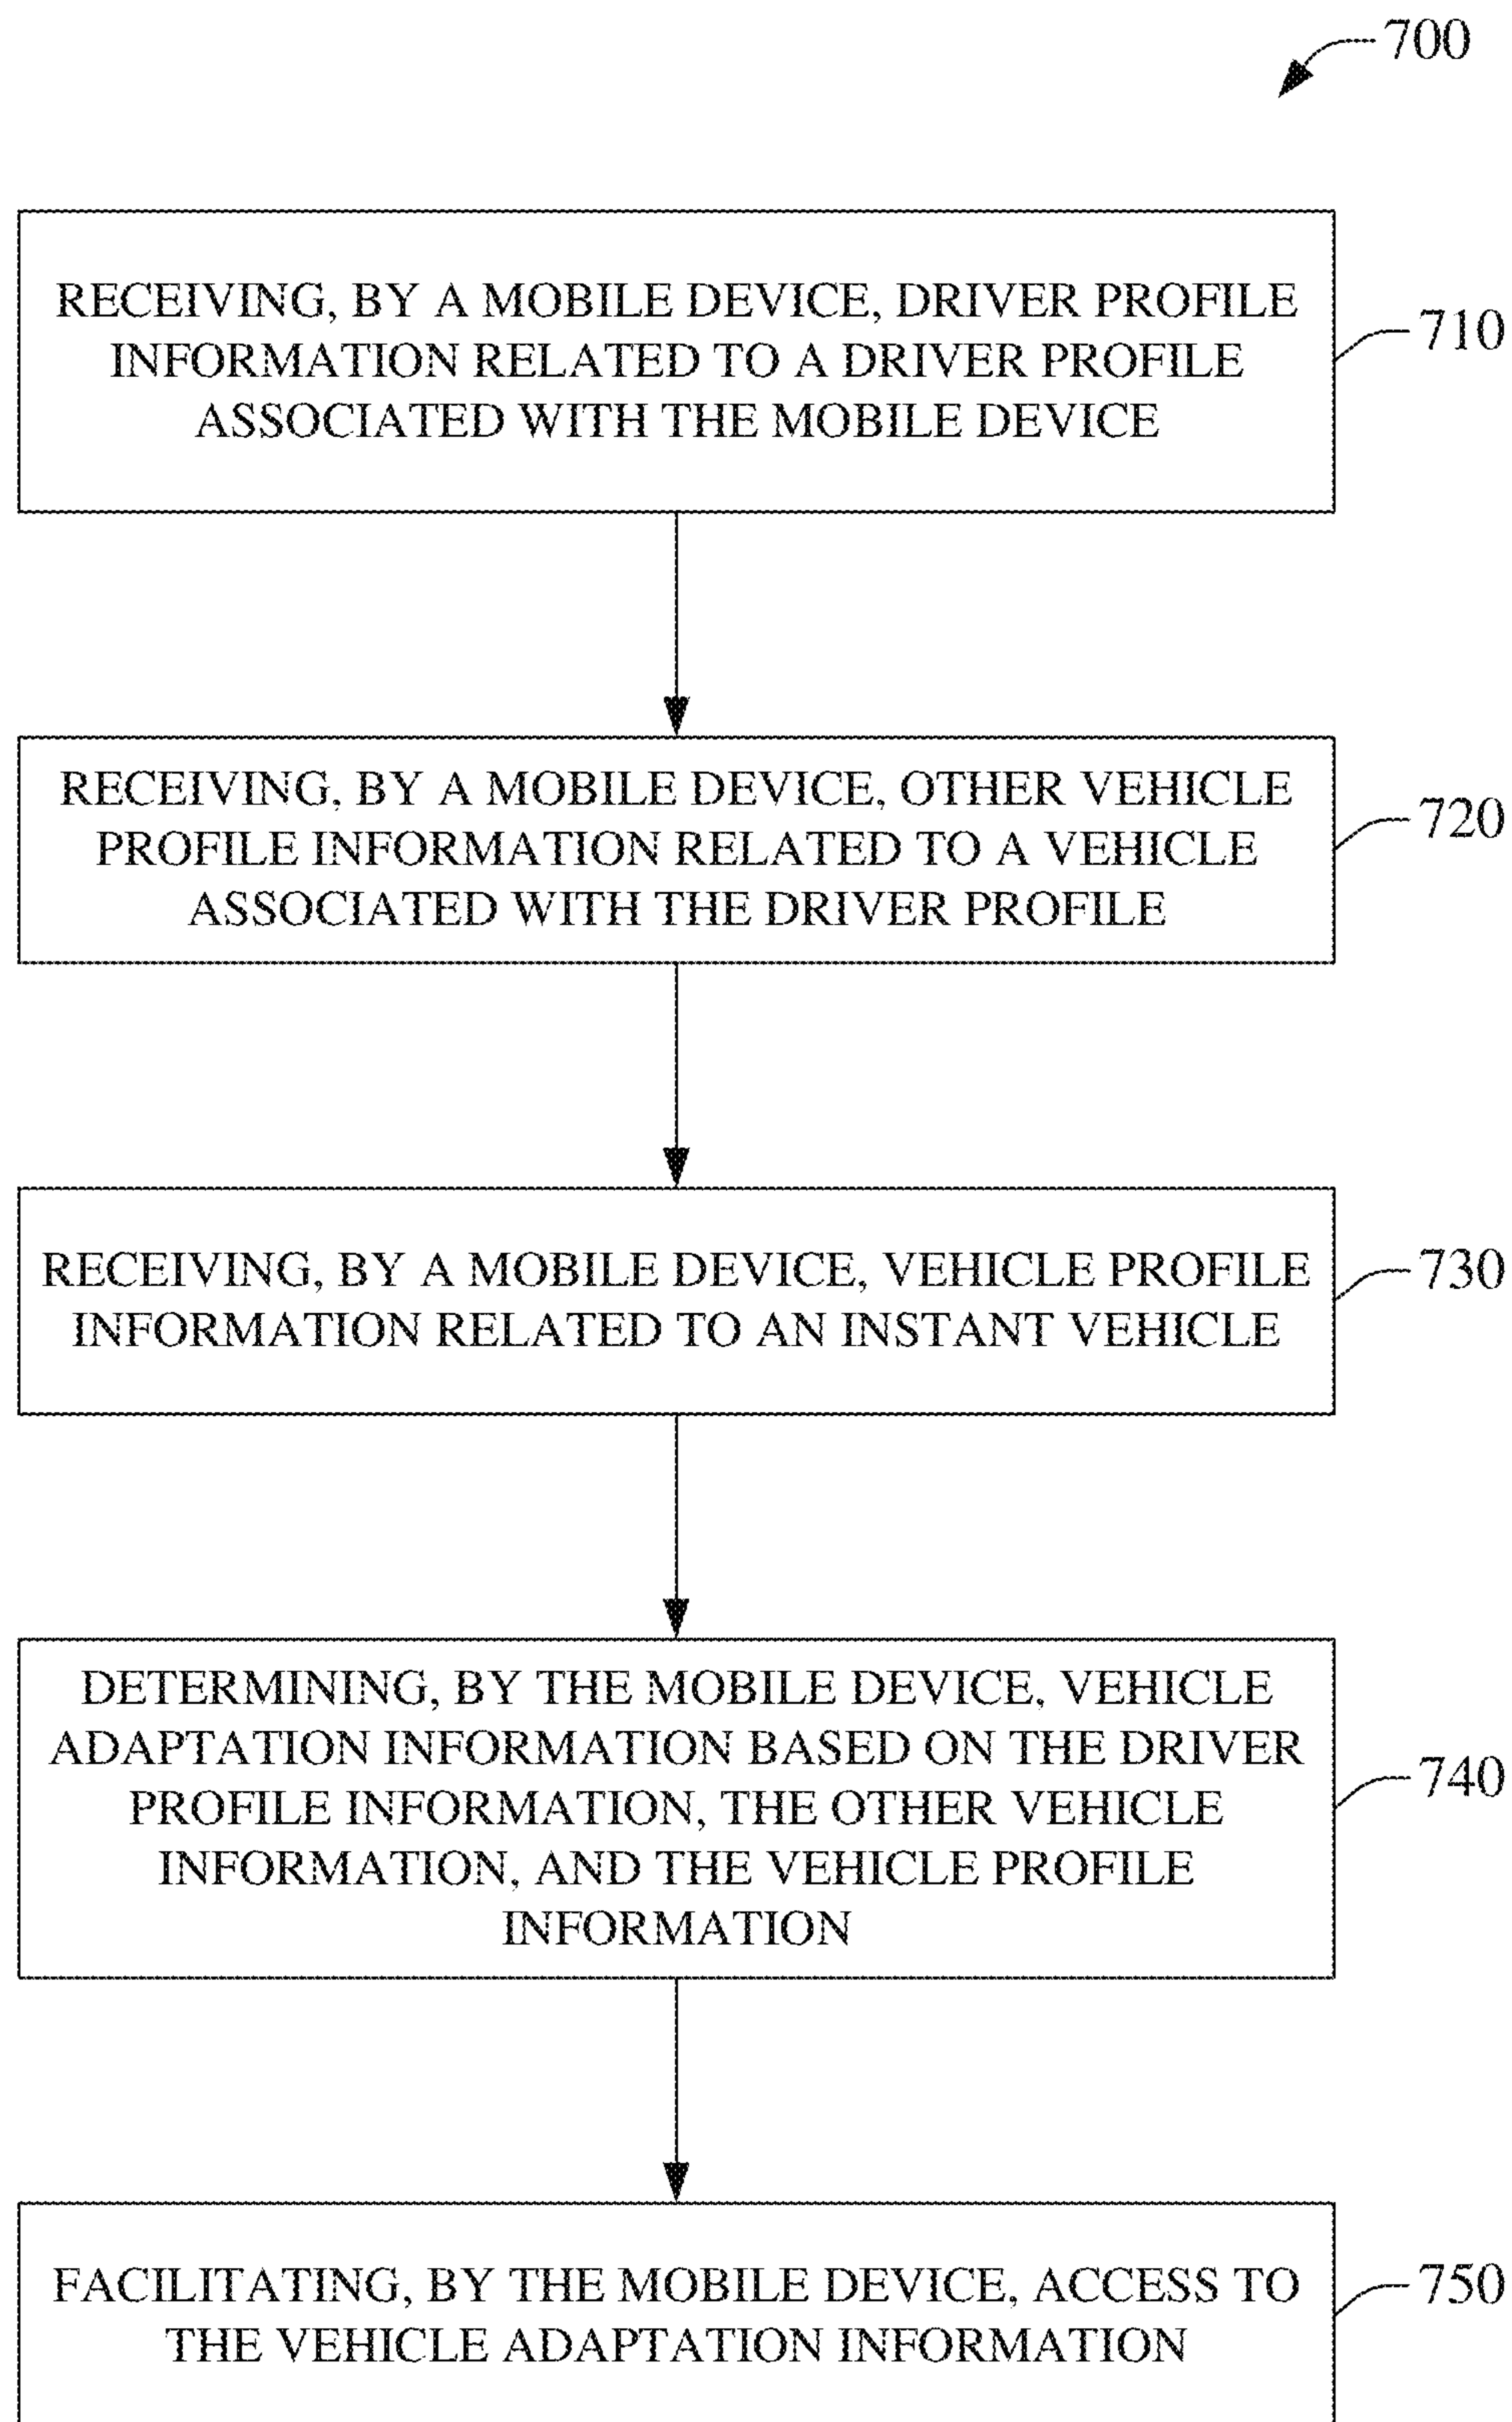 700
RECEIVING, BY A MOBILE DEVICE, DRIVER PROFILE
INFORMATION RELATED TO A DRIVER PROFILE
ASSOCIATED WITH THE MOBILE DEVICE
710
RECEIVING, BY A MOBILE DEVICE, OTHER VEHICLE
PROFILE INFORMATION RELATED TO A VEHICLE
ASSOCIATED WITH THE DRIVER PROFILE
720
RECEIVING, BY A MOBILE DEVICE, VEHICLE PROFILE
INFORMATION RELATED TO AN INSTANT VEHICLE
730
DETERMINING, BY THE MOBILE DEVICE, VEHICLE
ADAPTATION INFORMATION BASED ON THE DRIVER
PROFILE INFORMATION, THE OTHER VEHICLE
INFORMATION, AND THE VEHICLE PROFILE
INFORMATION
740
FACILITATING, BY THE MOBILE DEVICE, ACCESS TO
THE VEHICLE ADAPTATION INFORMATION
750